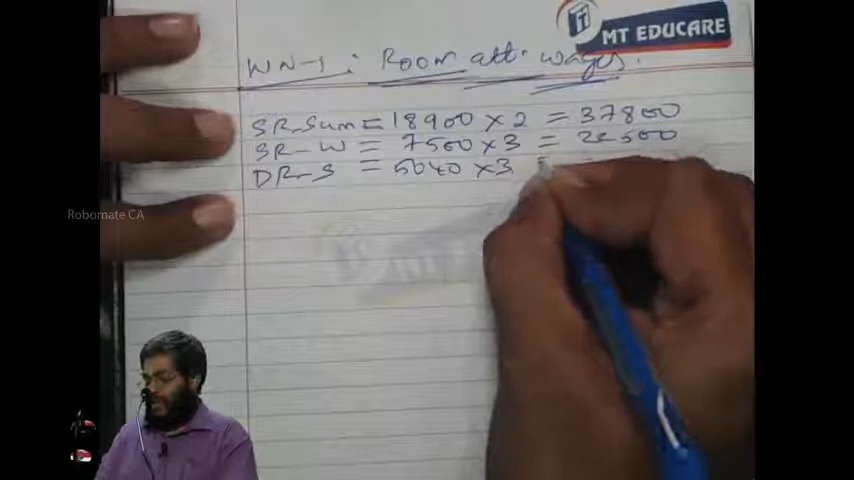 MT EDUCARE
WN-1 : Room att. wages.
SR-Sum = 18900 × 2 = 37800
SR-W = 7500 × 3 = 22500
DR-S = 5040 × 3
Robomate CA